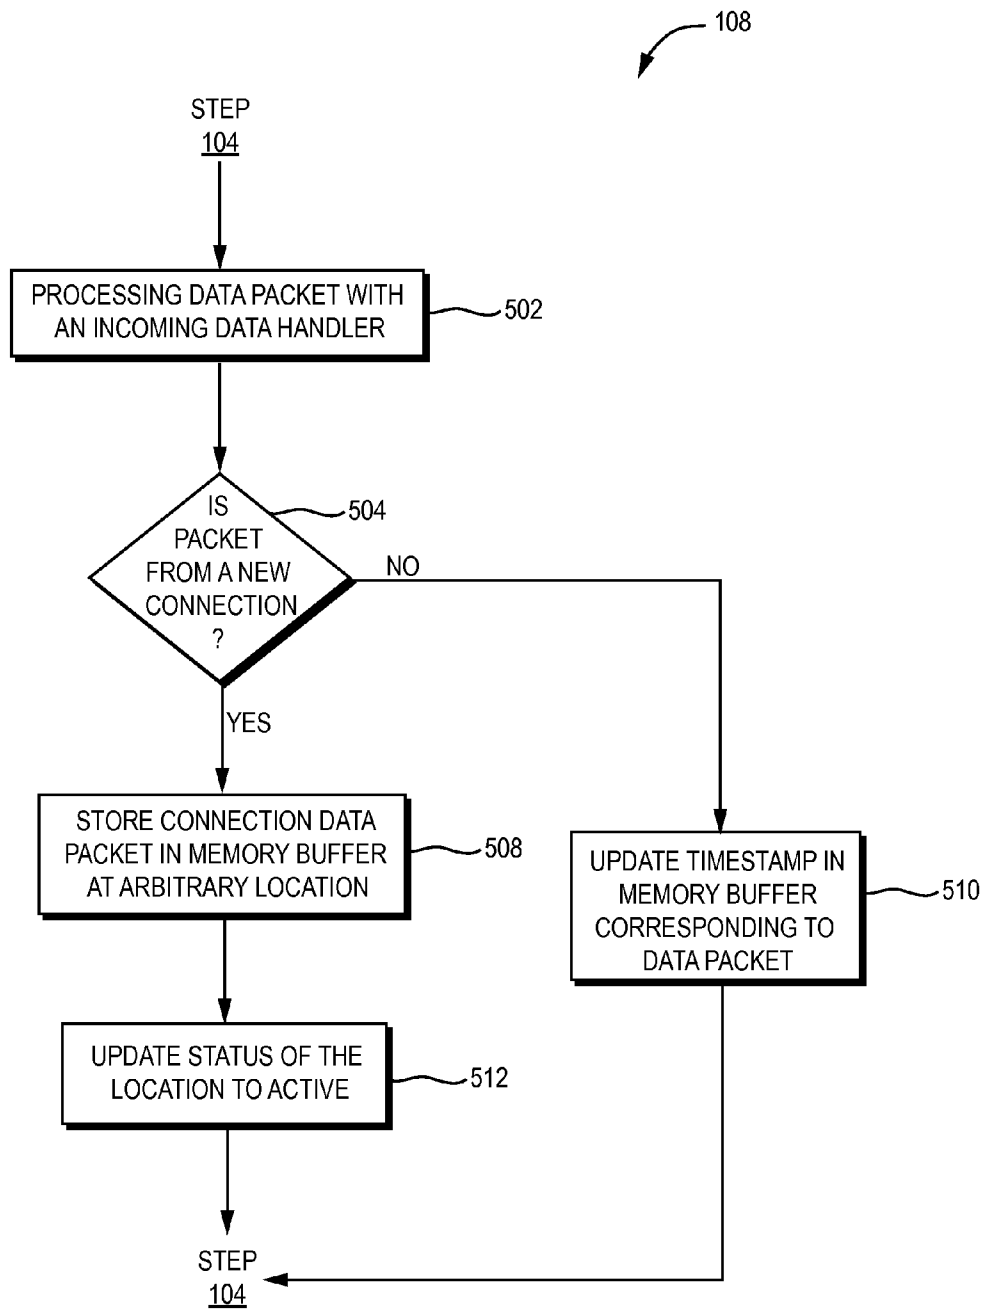 108
STEP
104
PROCESSING DATA PACKET WITH
AN INCOMING DATA HANDLER
502
IS
PACKET
FROM A NEW
CONNECTION
?
504
NO
YES
STORE CONNECTION DATA
PACKET IN MEMORY BUFFER
AT ARBITRARY LOCATION
508
UPDATE TIMESTAMP IN
MEMORY BUFFER
CORRESPONDING TO
DATA PACKET
510
UPDATE STATUS OF THE
LOCATION TO ACTIVE
512
STEP
104